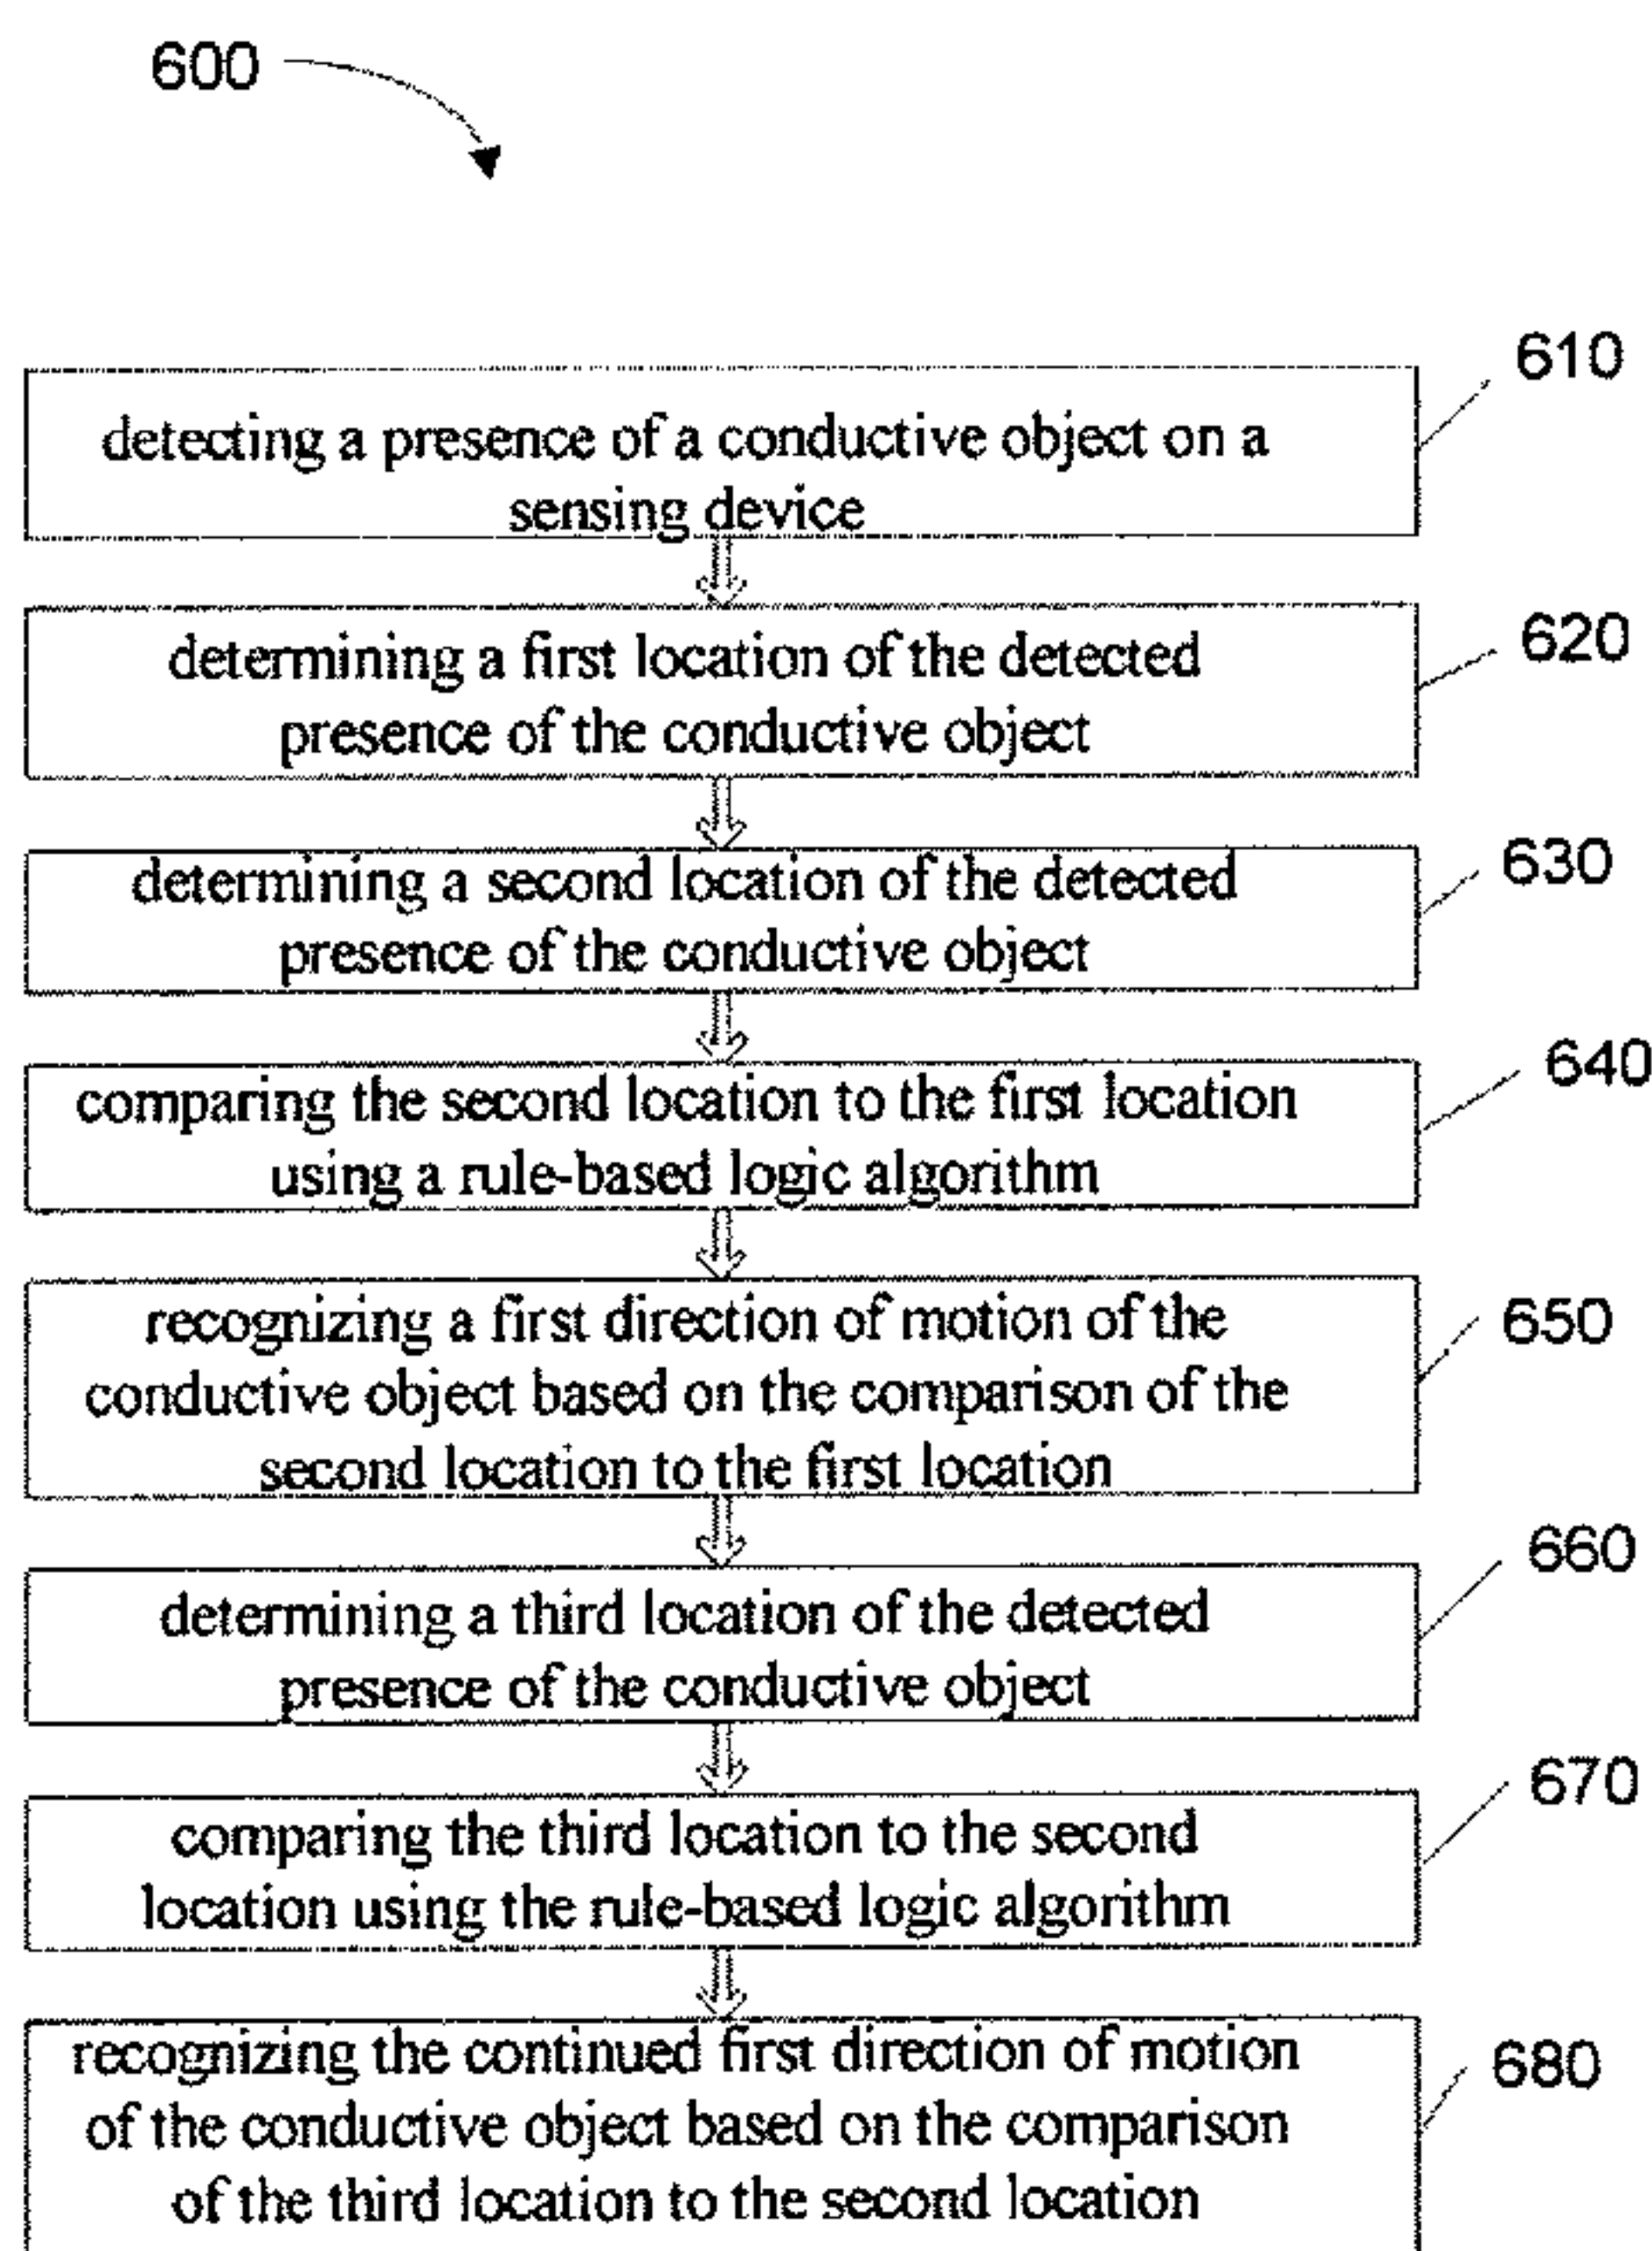 600
610
detecting a presence of a conductive object on a
sensing device
620
determining a first location of the detected
presence of the conductive object
630
determining a second location of the detected
presence of the conductive object
640
comparing the second location to the first location
using a rule-based logic algorithm
650
recognizing a first direction of motion of the
conductive object based on the comparison of the
second location to the first location
660
determining a third location of the detected
presence of the conductive object
670
comparing the third location to the second
location using the rule-based logic algorithm
680
recognizing the continued first direction of motion
of the conductive object based on the comparison
of the third location to the second location